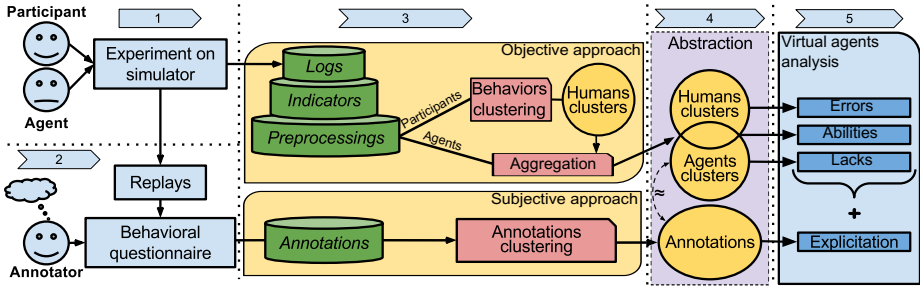 Participant
1
3
4
5
Experiment on
simulator
Agent
Objective approach
Logs
Indicators
Preprocessings
Participants
Agents
Behaviors
clustering
Humans
clusters
Aggregation
Abstraction
Humans
clusters
Agents
clusters
Virtual agents
analysis
Errors
Abilities
Lacks
2
Replays
Annotator
Behavioral
questionnaire
Subjective approach
Annotations
Annotations
clustering
≈
Annotations
+
Explicitation